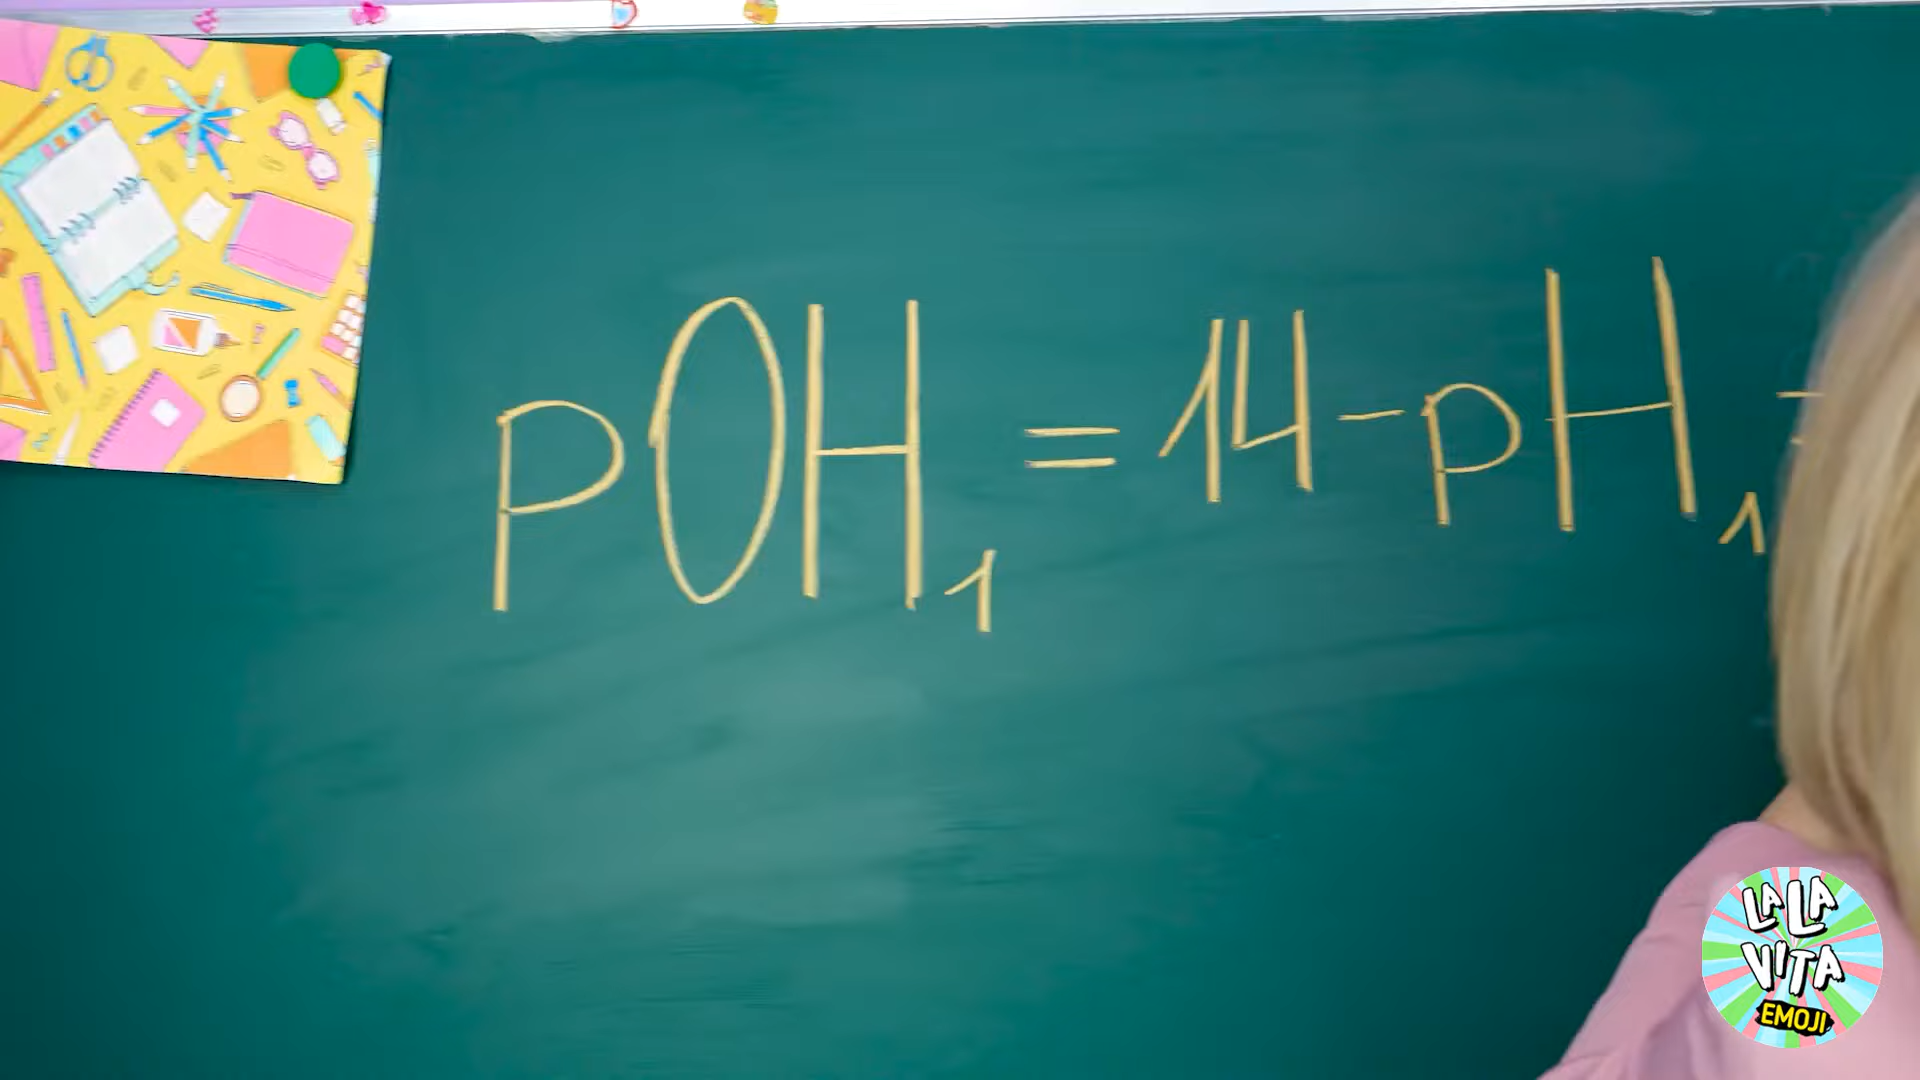 pOH₁ = 14 - pH₁ =
LA LA
VITA
EMOJI